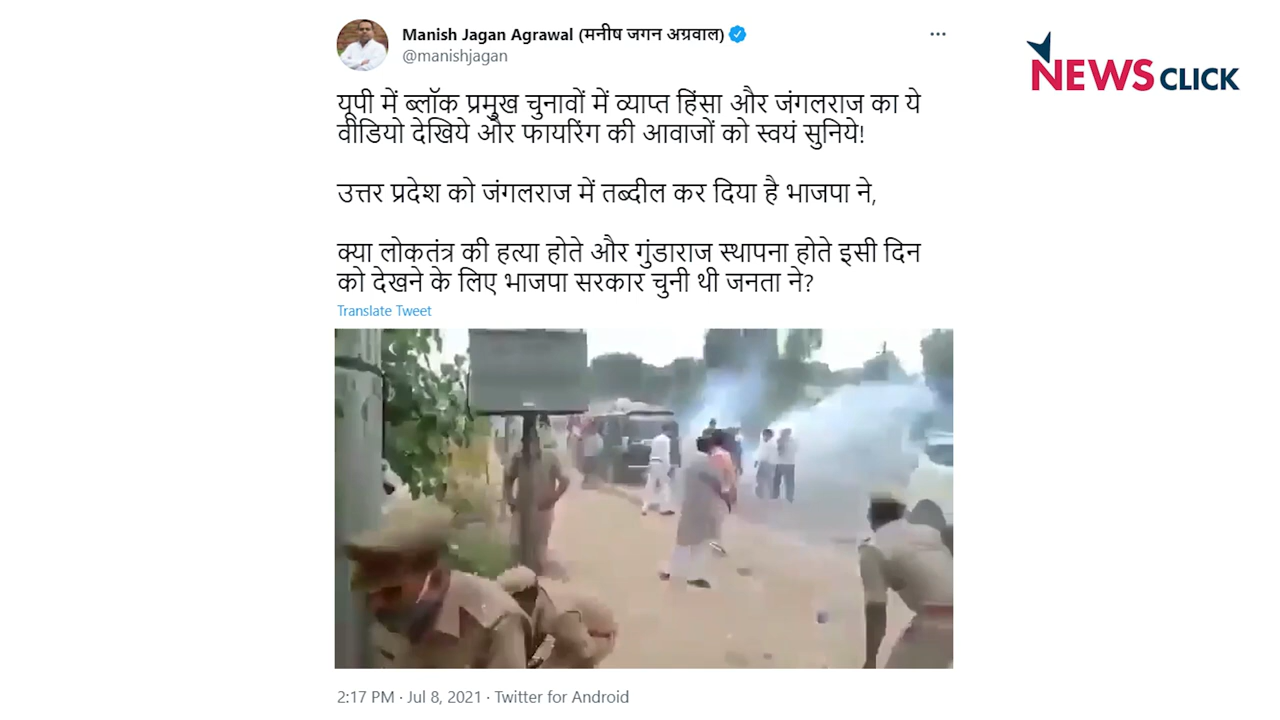 Manish Jagan Agrawal (मनीष जगन अग्रवाल)
@manishjagan
NEWS CLICK
यूपी में ब्लॉक प्रमुख चुनावों में व्याप्त हिंसा और जंगलराज का ये
वीडियो देखिये और फायरिंग की आवाजों को स्वयं सुनिये!
उत्तर प्रदेश को जंगलराज में तब्दील कर दिया है भाजपा ने,
क्या लोकतंत्र की हत्या होते और गुंडाराज स्थापना होते इसी दिन
को देखने के लिए भाजपा सरकार चुनी थी जनता ने?
Translate Tweet
2:17 PM · Jul 8, 2021 · Twitter for Android